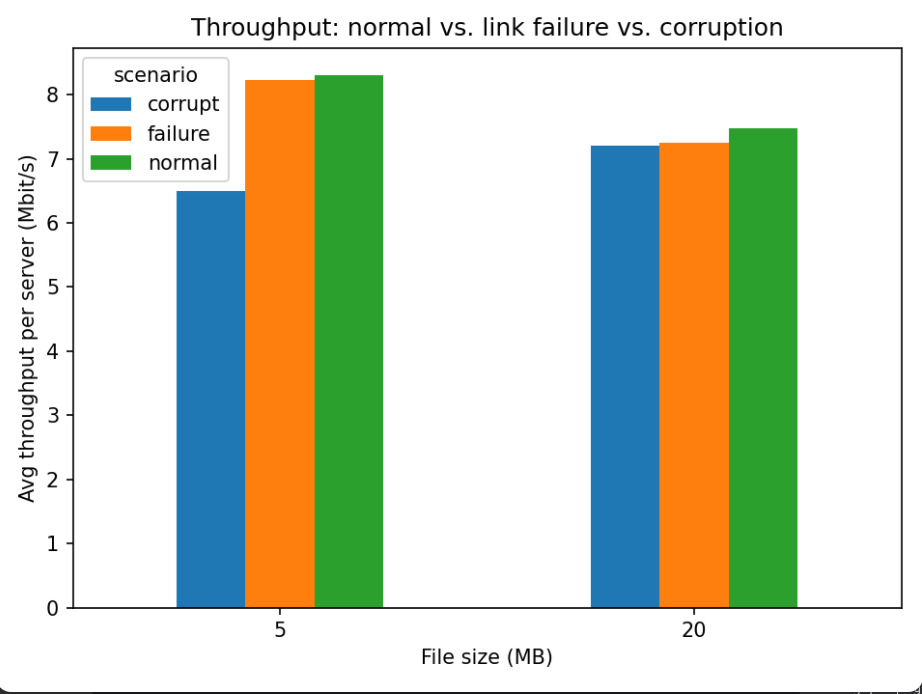 Throughput: normal vs. link failure vs. corruption
scenario
corrupt
failure
normal
Avg throughput per server (Mbit/s)
8
7
6
5
4
3
2
1
0
5
20
File size (MB)